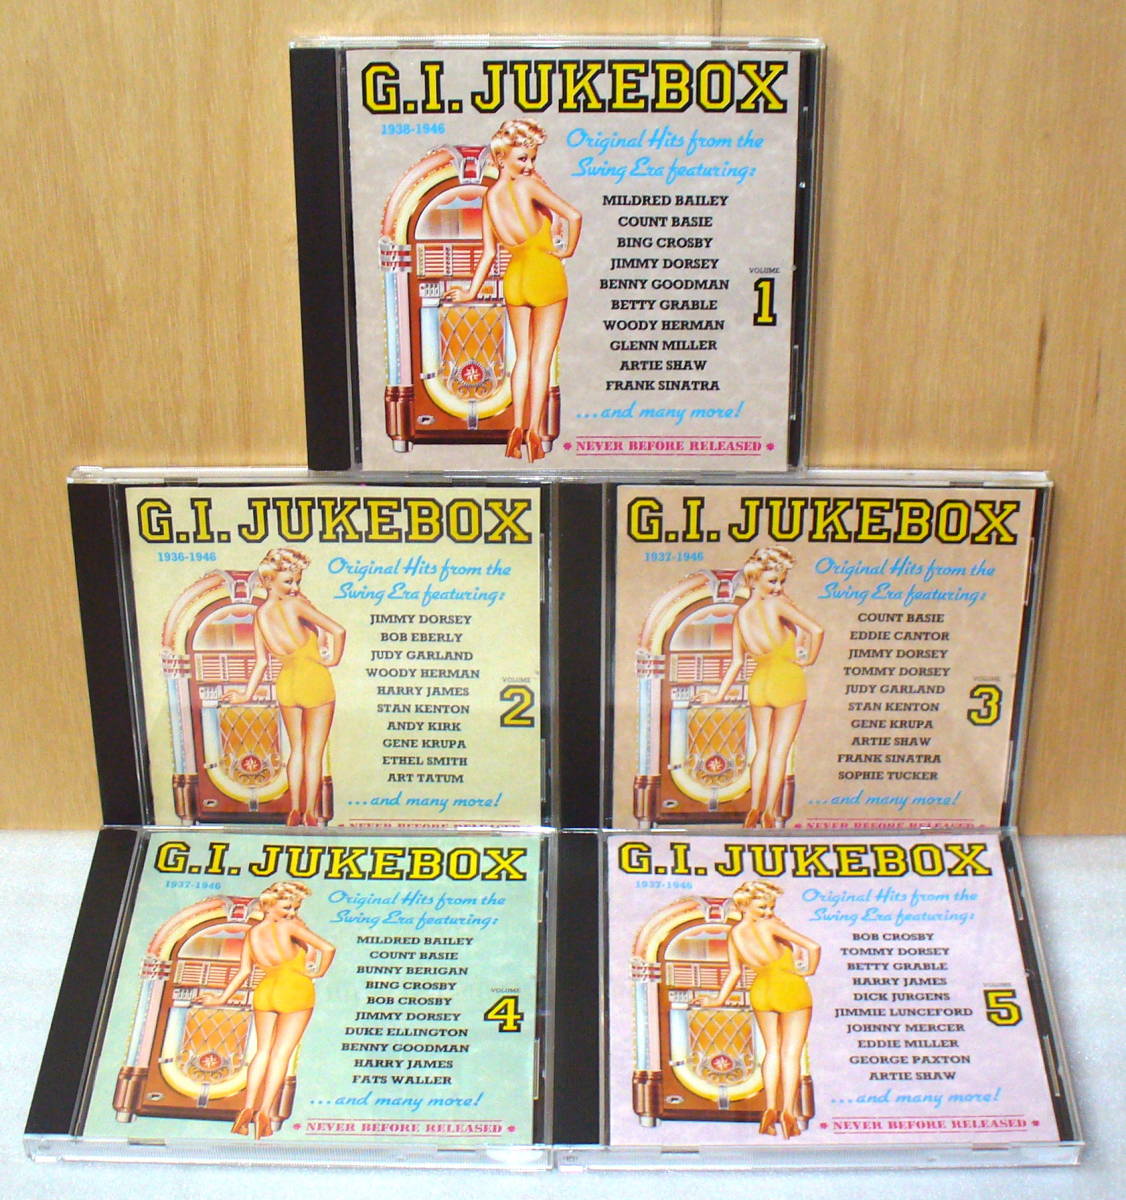 G.I. JUKEBOX
1938-1946
Original Hits from the
Swing Era featuring:
MILDRED BAILEY
COUNT BASIE
BING CROSBY
JIMMY DORSEY
BENNY GOODMAN
BETTY GRABLE
WOODY HERMAN
GLENN MILLER
ARTIE SHAW
FRANK SINATRA
VOLUME
1
...and many more!
* NEVER BEFORE RELEASED *
G.I. JUKEBOX
1936-1946
Original Hits from the
Swing Era featuring:
JIMMY DORSEY
BOB EBERLY
JUDY GARLAND
WOODY HERMAN
HARRY JAMES
STAN KENTON
ANDY KIRK
GENE KRUPA
ETHEL SMITH
ART TATUM
VOLUME
2
...and many more!
* NEVER BEFORE RELEASED
G.I. JUKEBOX
1937-1946
Original Hits from the
Swing Era featuring:
COUNT BASIE
EDDIE CANTOR
JIMMY DORSEY
TOMMY DORSEY
JUDY GARLAND
STAN KENTON
GENE KRUPA
ARTIE SHAW
FRANK SINATRA
SOPHIE TUCKER
VOLUME
3
...and many more!
* NEVER BEFORE RELEASED *
G.I. JUKEBOX
1937-1946
Original Hits from the
Swing Era featuring:
MILDRED BAILEY
COUNT BASIE
BUNNY BERIGAN
BING CROSBY
BOB CROSBY
JIMMY DORSEY
DUKE ELLINGTON
BENNY GOODMAN
HARRY JAMES
FATS WALLER
VOLUME
4
...and many more!
* NEVER BEFORE RELEASED *
G.I. JUKEBOX
1937-1946
Original Hits from the
Swing Era featuring:
BOB CROSBY
TOMMY DORSEY
BETTY GRABLE
HARRY JAMES
DICK JURGENS
JIMMIE LUNCEFORD
JOHNNY MERCER
EDDIE MILLER
GEORGE PAXTON
ARTIE SHAW
VOLUME
5
...and many more!
* NEVER BEFORE RELEASED *